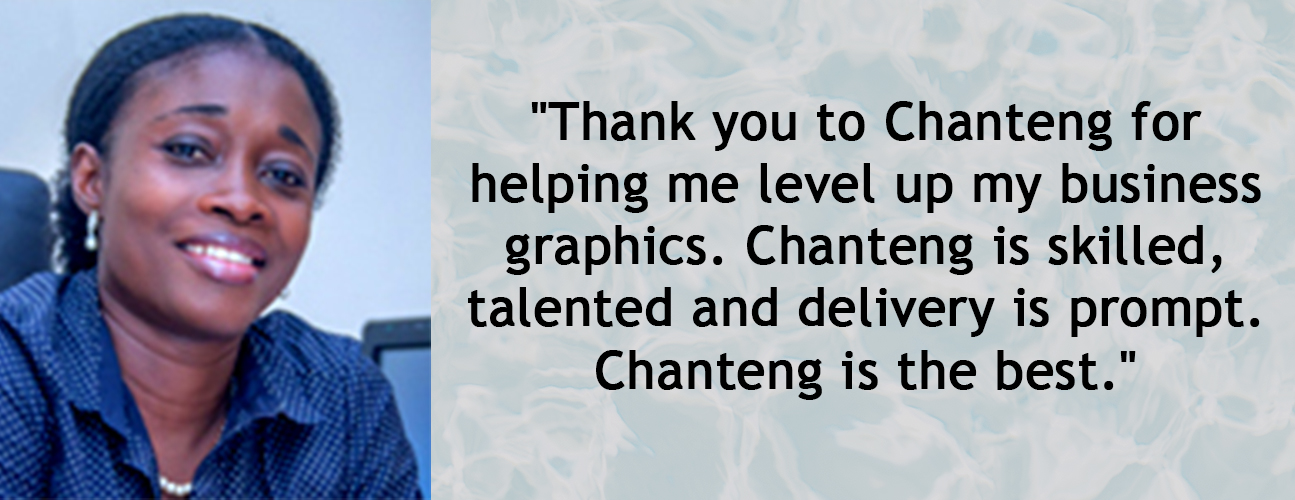 "Thank you to Chanteng for
helping me level up my business
graphics. Chanteng is skilled,
talented and delivery is prompt.
Chanteng is the best."